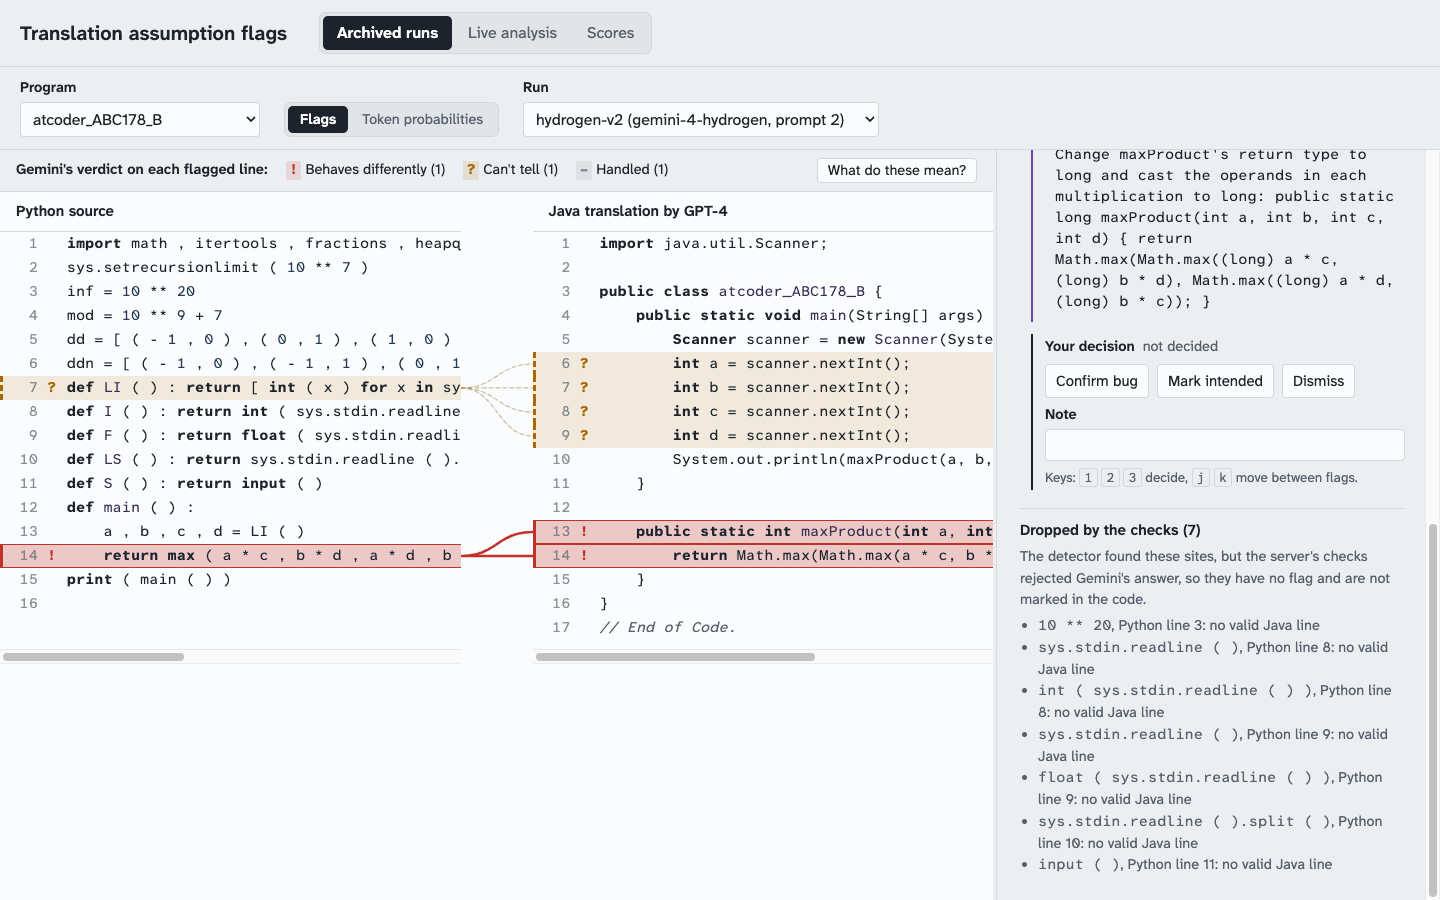 Translation assumption flags
Archived runs
Live analysis
Scores
Program
Run
atcoder_ABC178_B
Flags
Token probabilities
hydrogen-v2 (gemini-4-hydrogen, prompt 2)
Gemini's verdict on each flagged line:
! Behaves differently (1)
? Can't tell (1)
– Handled (1)
What do these mean?
Python source
1 import math , itertools , fractions , heapq
2 sys.setrecursionlimit ( 10 ** 7 )
3 inf = 10 ** 20
4 mod = 10 ** 9 + 7
5 dd = [ ( - 1 , 0 ) , ( 0 , 1 ) , ( 1 , 0 )
6 ddn = [ ( - 1 , 0 ) , ( - 1 , 1 ) , ( 0 , 1
7 ? def LI ( ) : return [ int ( x ) for x in sy
8 def I ( ) : return int ( sys.stdin.readline
9 def F ( ) : return float ( sys.stdin.readli
10 def LS ( ) : return sys.stdin.readline ( ).
11 def S ( ) : return input ( )
12 def main ( ) :
13 a , b , c , d = LI ( )
14 ! return max ( a * c , b * d , a * d , b
15 print ( main ( ) )
16
Java translation by GPT-4
1 import java.util.Scanner;
2
3 public class atcoder_ABC178_B {
4 public static void main(String[] args)
5 Scanner scanner = new Scanner(Syste
6 ? int a = scanner.nextInt();
7 ? int b = scanner.nextInt();
8 ? int c = scanner.nextInt();
9 ? int d = scanner.nextInt();
10 System.out.println(maxProduct(a, b,
11 }
12
13 ! public static int maxProduct(int a, int
14 ! return Math.max(Math.max(a * c, b *
15 }
16 }
17 // End of Code.
Change maxProduct's return type to
long and cast the operands in each
multiplication to long: public static
long maxProduct(int a, int b, int c,
int d) { return
Math.max(Math.max((long) a * c,
(long) b * d), Math.max((long) a * d,
(long) b * c)); }
Your decision not decided
Confirm bug
Mark intended
Dismiss
Note
Keys: 1 2 3 decide, j k move between flags.
Dropped by the checks (7)
The detector found these sites, but the server's checks
rejected Gemini's answer, so they have no flag and are not
marked in the code.
• 10 ** 20, Python line 3: no valid Java line
• sys.stdin.readline ( ), Python line 8: no valid
Java line
• int ( sys.stdin.readline ( ) ), Python line
8: no valid Java line
• sys.stdin.readline ( ), Python line 9: no valid
Java line
• float ( sys.stdin.readline ( ) ), Python
line 9: no valid Java line
• sys.stdin.readline ( ).split ( ), Python
line 10: no valid Java line
• input ( ), Python line 11: no valid Java line